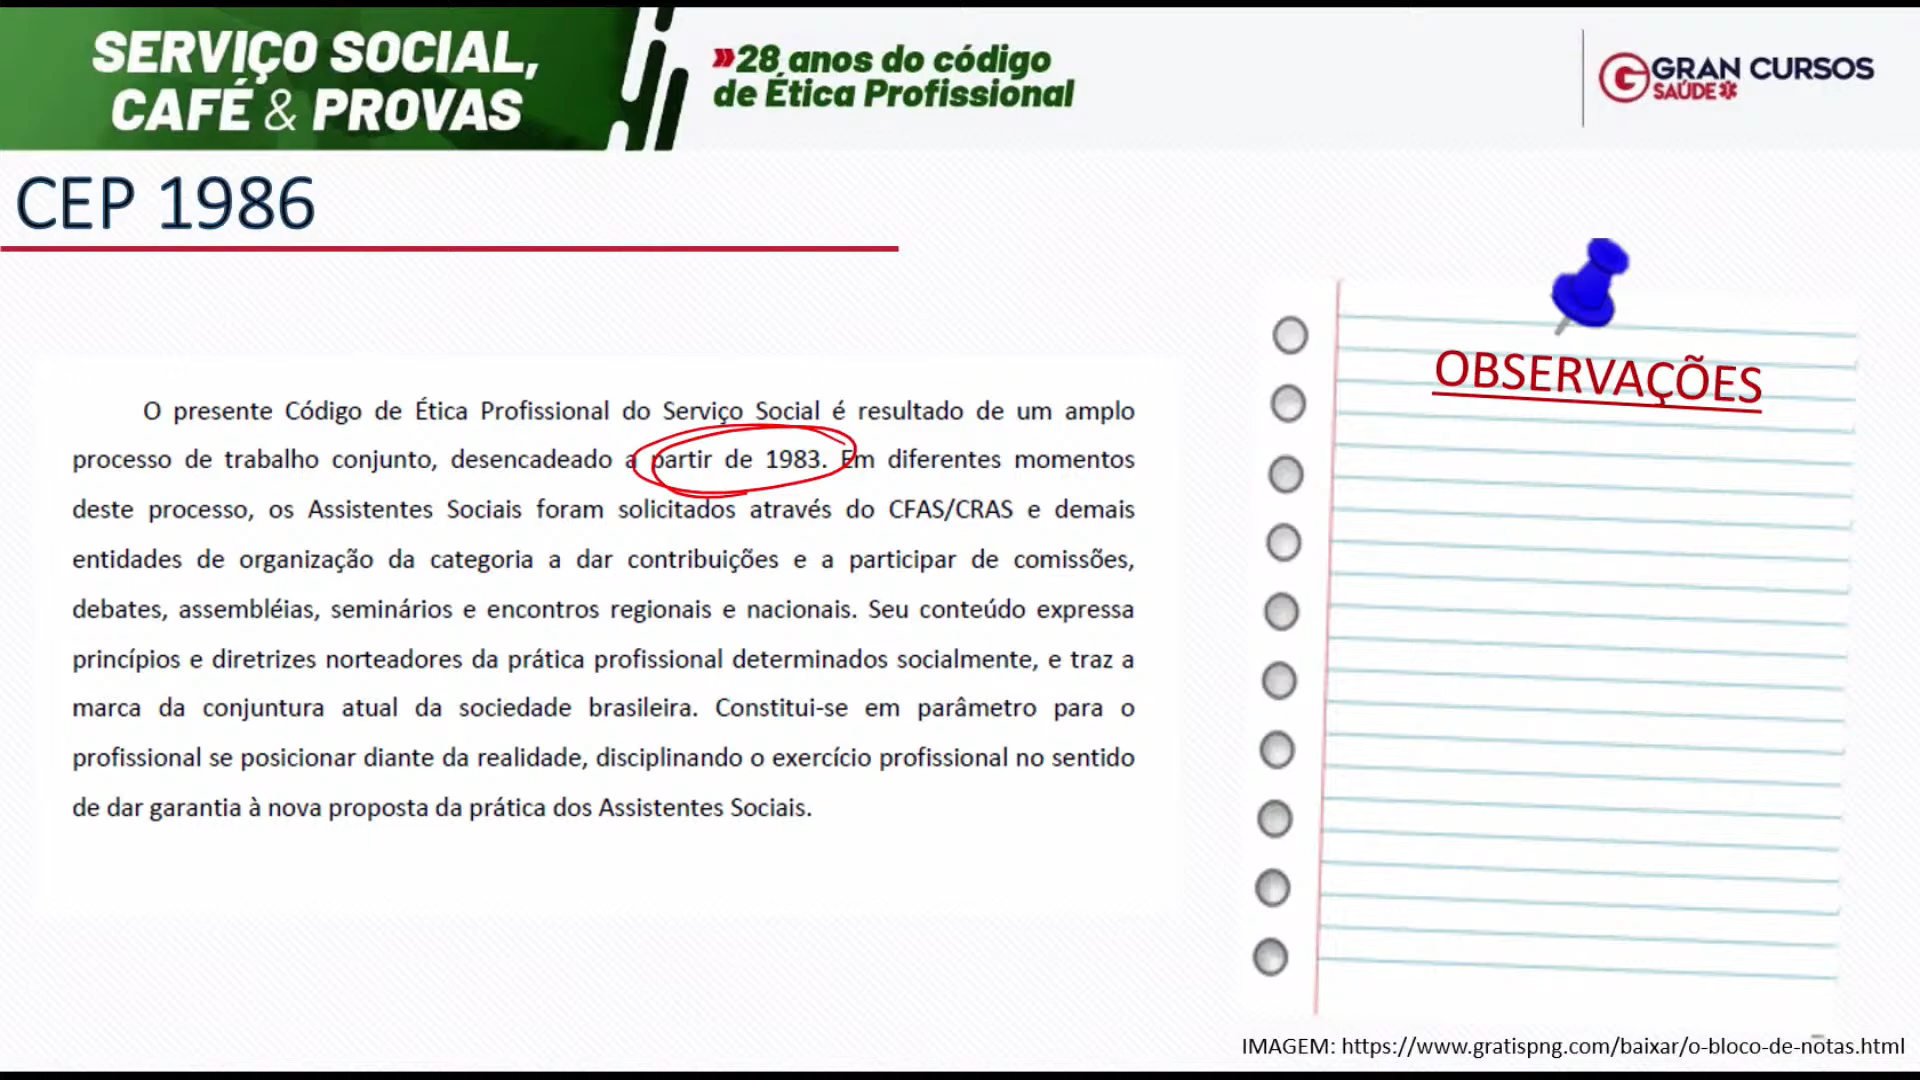 SERVIÇO SOCIAL,
CAFÉ & PROVAS
28 anos do código
de Ética Profissional
GRAN CURSOS
SAÚDE
CEP 1986
O presente Código de Ética Profissional do Serviço Social é resultado de um amplo
processo de trabalho conjunto, desencadeado a partir de 1983. Em diferentes momentos
deste processo, os Assistentes Sociais foram solicitados através do CFAS/CRAS e demais
entidades de organização da categoria a dar contribuições e a participar de comissões,
debates, assembléias, seminários e encontros regionais e nacionais. Seu conteúdo expressa
princípios e diretrizes norteadores da prática profissional determinados socialmente, e traz a
marca da conjuntura atual da sociedade brasileira. Constitui-se em parâmetro para o
profissional se posicionar diante da realidade, disciplinando o exercício profissional no sentido
de dar garantia à nova proposta da prática dos Assistentes Sociais.
OBSERVAÇÕES
IMAGEM: https://www.gratispng.com/baixar/o-bloco-de-notas.html